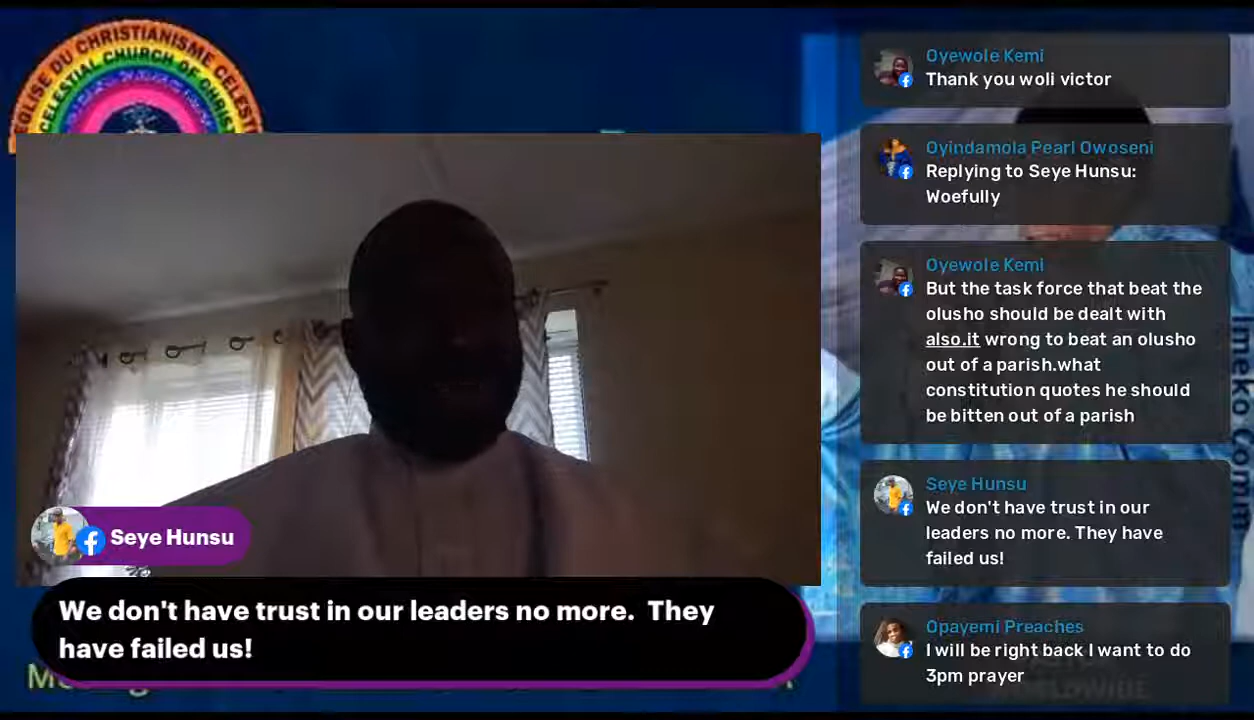 EGLISE DU CHRISTIANISME CELESTE
CELESTIAL CHURCH OF CHRIST
Seye Hunsu
We don't have trust in our leaders no more. They
have failed us!
Oyewole Kemi
Thank you woli victor
Oyindamola Pearl Owoseni
Replying to Seye Hunsu:
Woefully
Oyewole Kemi
But the task force that beat the
olusho should be dealt with
also.it wrong to beat an olusho
out of a parish.what
constitution quotes he should
be bitten out of a parish
Seye Hunsu
We don't have trust in our
leaders no more. They have
failed us!
Opayemi Preaches
I will be right back I want to do
3pm prayer
Imeko